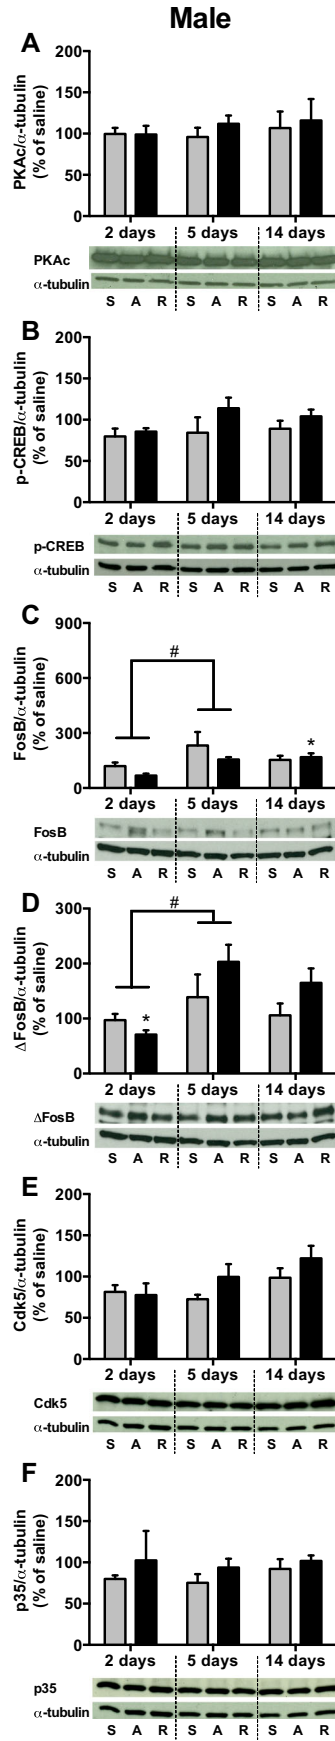 Male
A
PKAc/α-tubulin
(% of saline)
200
150
100
50
0
2 days 5 days 14 days
PKAc
α-tubulin
S A R S A R S A R
B
p-CREB/α-tubulin
(% of saline)
200
150
100
50
0
2 days 5 days 14 days
p-CREB
α-tubulin
S A R S A R S A R
C
FosB/α-tubulin
(% of saline)
900
600
300
0
#
*
2 days 5 days 14 days
FosB
α-tubulin
S A R S A R S A R
D
ΔFosB/α-tubulin
(% of saline)
300
200
100
0
#
*
2 days 5 days 14 days
ΔFosB
α-tubulin
S A R S A R S A R
E
Cdk5/α-tubulin
(% of saline)
200
150
100
50
0
2 days 5 days 14 days
Cdk5
α-tubulin
S A R S A R S A R
F
p35/α-tubulin
(% of saline)
200
150
100
50
0
2 days 5 days 14 days
p35
α-tubulin
S A R S A R S A R